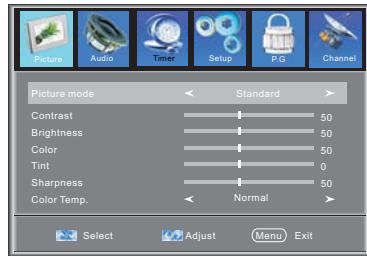 Picture Audio Timer Setup P.G Channel
Picture mode < Standard >
Contrast 50
Brightness 50
Color 50
Tint 0
Sharpness 50
Color Temp. < Normal >
Select Adjust Menu Exit